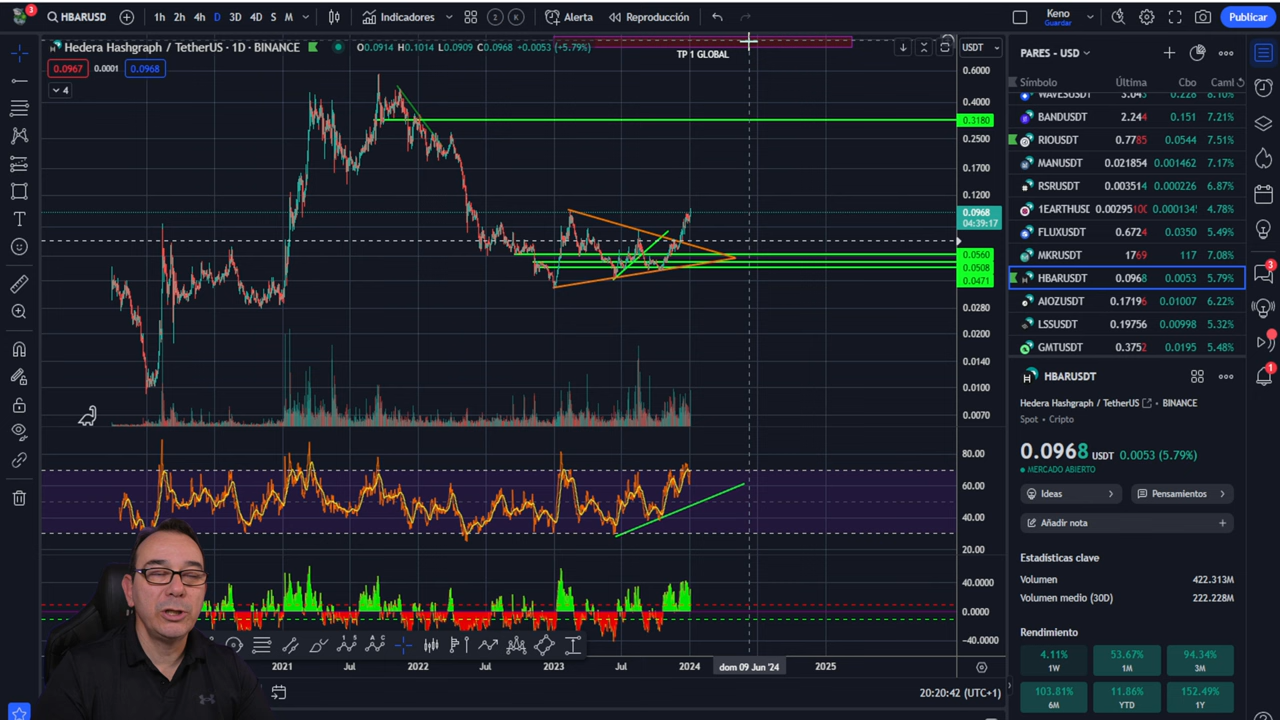 3
HBARUSD
1h 2h 4h D 3D 4D S M
Indicadores
2 K
Alerta
Reproducción
Keno
Guardar
Publicar
Hedera Hashgraph / TetherUS · 1D · BINANCE
O0.0914 H0.1014 L0.0909 C0.0968 +0.0053 (+5.79%)
0.0967 0.0001 0.0968
4
TP 1 GLOBAL
USDT
0.6000
0.4000
0.3180
0.2500
0.1700
0.1200
0.0968
04:39:17
0.0560
0.0508
0.0471
0.0280
0.0200
0.0140
0.0100
0.0070
80.00
60.00
40.00
20.00
40.0000
0.0000
-40.0000
2021 Jul 2022 Jul 2023 Jul 2024 dom 09 Jun '24 2025
20:20:42 (UTC+1)
PARES - USD
Símbolo Última Cbo Caml
WAVESUSDT 3.043 0.228 8.10%
BANDUSDT 2.244 0.151 7.21%
RIOUSDT 0.7785 0.0544 7.51%
MANUSDT 0.021854 0.001462 7.17%
RSRUSDT 0.003514 0.000226 6.87%
1EARTHUSD 0.00295100 0.000134 4.78%
FLUXUSDT 0.6724 0.0350 5.49%
MKRUSDT 1769 117 7.08%
HBARUSDT 0.0968 0.0053 5.79%
AIOZUSDT 0.17196 0.01007 6.22%
LSSUSDT 0.19756 0.00998 5.32%
GMTUSDT 0.3752 0.0195 5.48%
HBARUSDT
Hedera Hashgraph / TetherUS • BINANCE
Spot • Cripto
0.0968 USDT 0.0053 (5.79%)
MERCADO ABIERTO
Ideas
Pensamientos
Añadir nota
Estadísticas clave
Volumen 422.313M
Volumen medio (30D) 222.228M
Rendimiento
4.11% 53.67% 94.34%
1W 1M 3M
103.81% 11.86% 152.49%
6M YTD 1Y
3
1